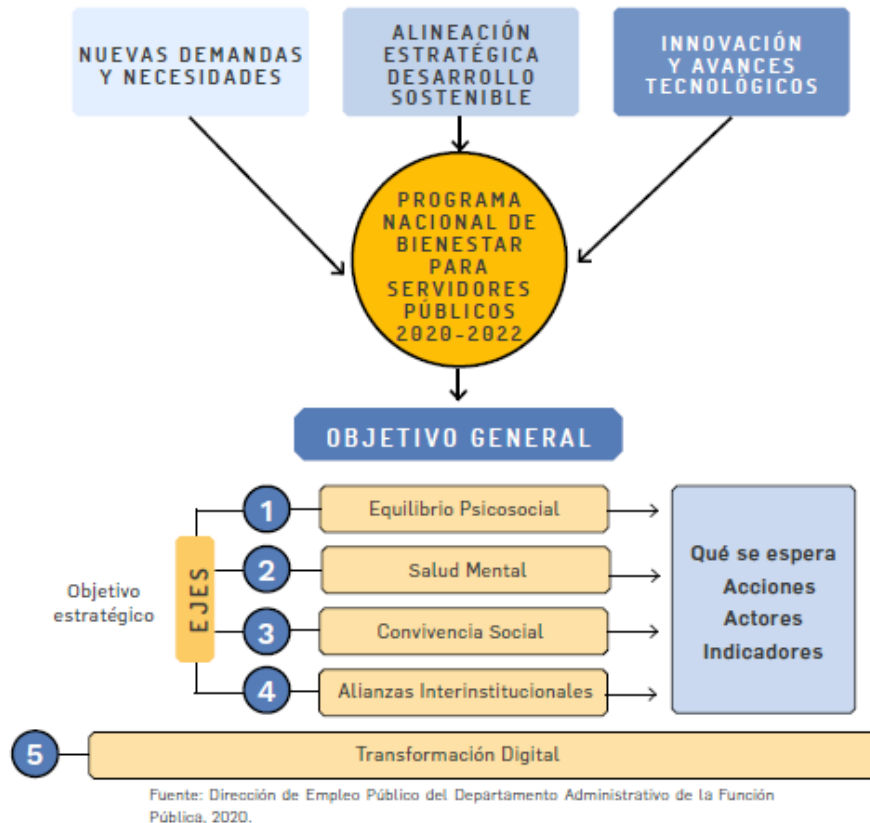 NUEVAS DEMANDAS
Y NECESIDADES
ALINEACIÓN
ESTRATÉGICA
DESARROLLO
SOSTENIBLE
INNOVACIÓN
Y AVANCES
TECNOLÓGICOS
PROGRAMA
NACIONAL DE
BIENESTAR
PARA
SERVIDORES
PÚBLICOS
2020-2022
OBJETIVO GENERAL
Objetivo
estratégico
EJES
1
Equilibrio Psicosocial
2
Salud Mental
3
Convivencia Social
4
Alianzas Interinstitucionales
Qué se espera
Acciones
Actores
Indicadores
5
Transformación Digital
Fuente: Dirección de Empleo Público del Departamento Administrativo de la Función
Pública, 2020.